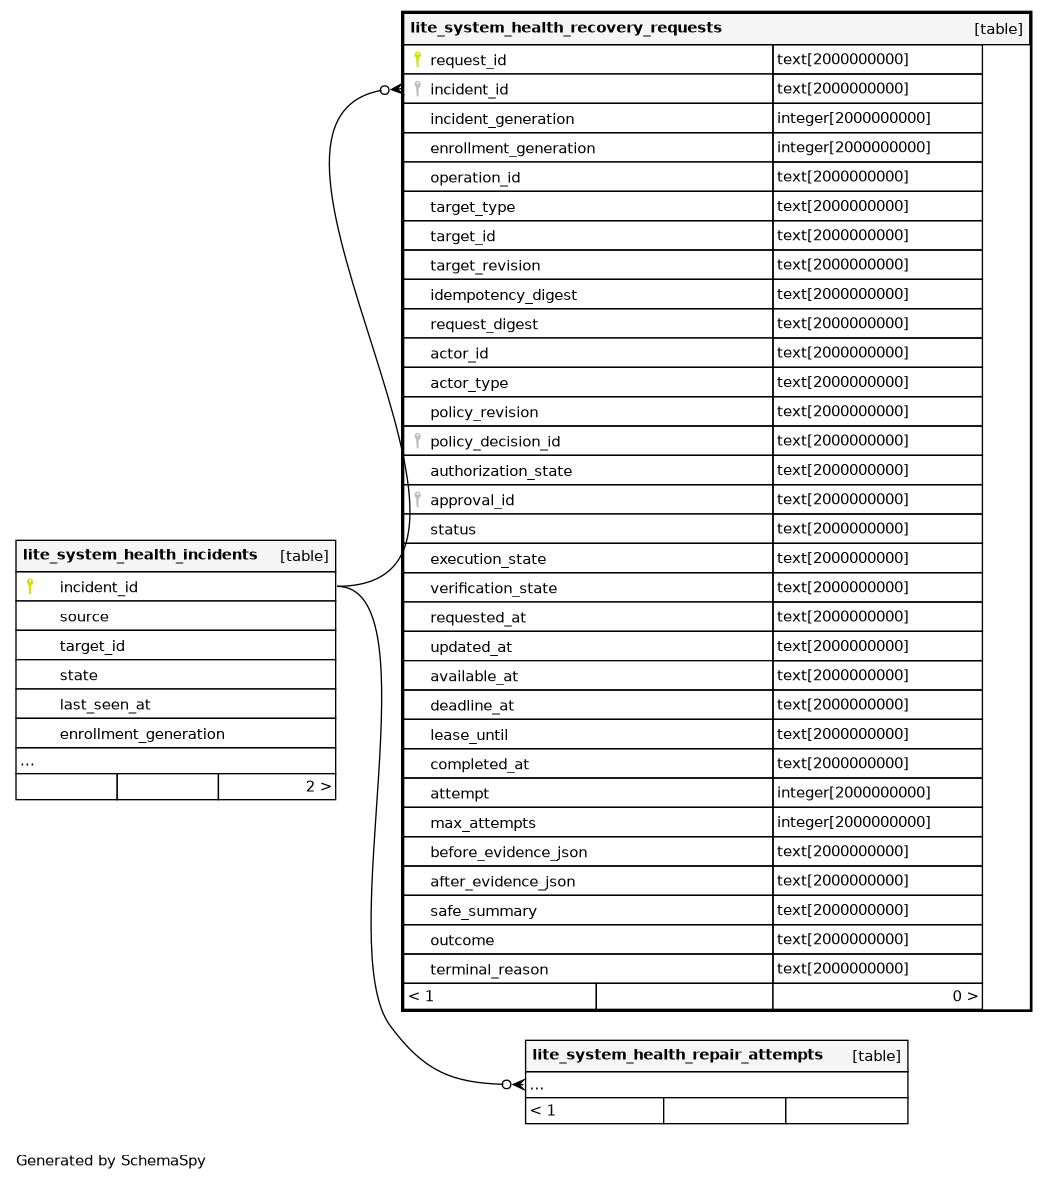 lite_system_health_recovery_requests [table]
request_id text[2000000000]
incident_id text[2000000000]
incident_generation integer[2000000000]
enrollment_generation integer[2000000000]
operation_id text[2000000000]
target_type text[2000000000]
target_id text[2000000000]
target_revision text[2000000000]
idempotency_digest text[2000000000]
request_digest text[2000000000]
actor_id text[2000000000]
actor_type text[2000000000]
policy_revision text[2000000000]
policy_decision_id text[2000000000]
authorization_state text[2000000000]
approval_id text[2000000000]
status text[2000000000]
execution_state text[2000000000]
verification_state text[2000000000]
requested_at text[2000000000]
updated_at text[2000000000]
available_at text[2000000000]
deadline_at text[2000000000]
lease_until text[2000000000]
completed_at text[2000000000]
attempt integer[2000000000]
max_attempts integer[2000000000]
before_evidence_json text[2000000000]
after_evidence_json text[2000000000]
safe_summary text[2000000000]
outcome text[2000000000]
terminal_reason text[2000000000]
< 1 0 >
lite_system_health_incidents [table]
incident_id
source
target_id
state
last_seen_at
enrollment_generation
...
2 >
lite_system_health_repair_attempts [table]
...
< 1
Generated by SchemaSpy